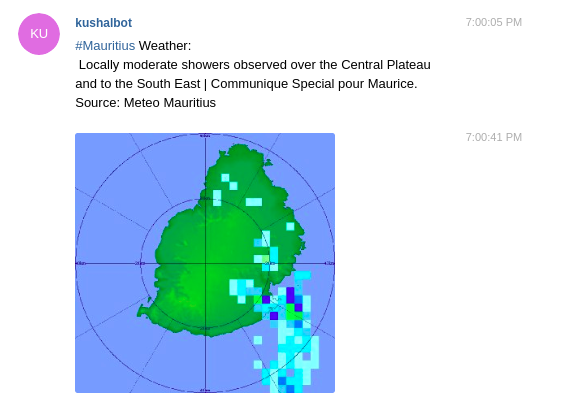 KU
kushalbot
7:00:05 PM
#Mauritius Weather:
Locally moderate showers observed over the Central Plateau
and to the South East | Communique Special pour Maurice.
Source: Meteo Mauritius
7:00:41 PM